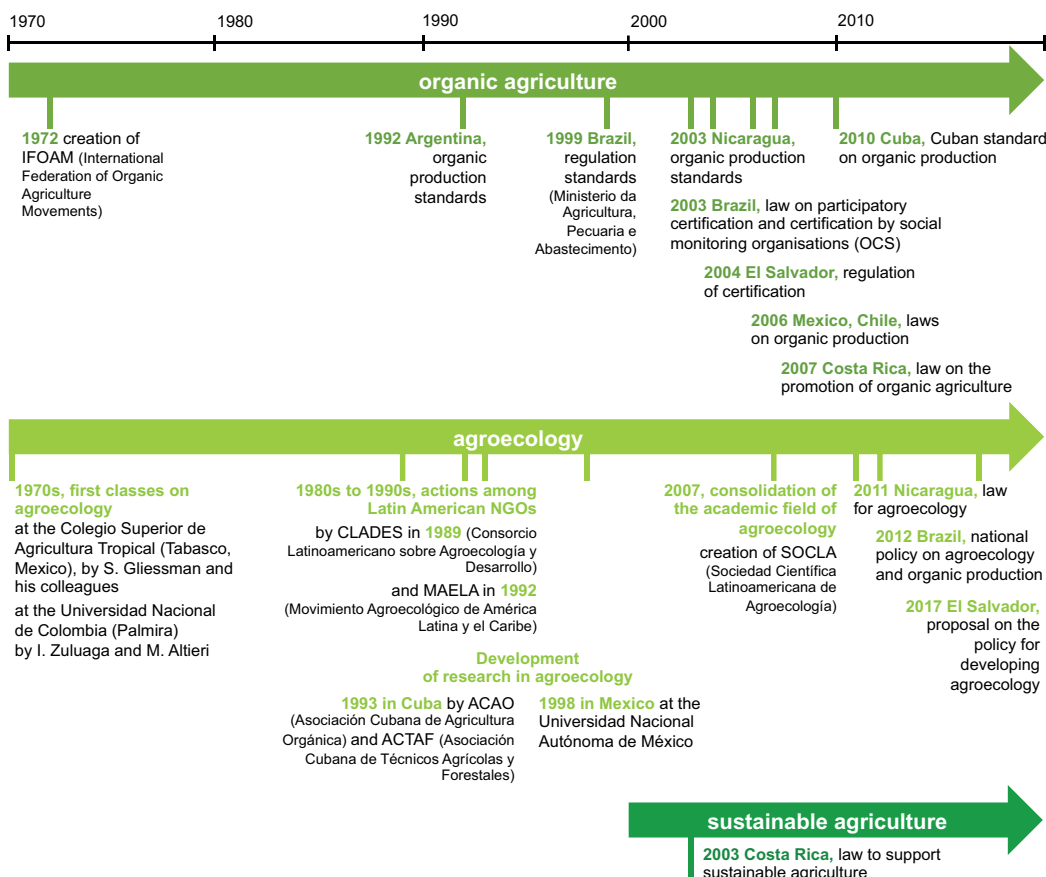 1970
1980
1990
2000
2010
organic agriculture
1972 creation of
IFOAM (International
Federation of Organic
Agriculture
Movements)
1992 Argentina,
organic
production
standards
1999 Brazil,
regulation
standards
(Ministerio da
Agricultura,
Pecuaria e
Abastecimento)
2003 Nicaragua,
organic production
standards
2003 Brazil, law on participatory
certification and certification by social
monitoring organisations (OCS)
2004 El Salvador, regulation
of certification
2006 Mexico, Chile, laws
on organic production
2007 Costa Rica, law on the
promotion of organic agriculture
2010 Cuba, Cuban standard
on organic production
agroecology
1970s, first classes on
agroecology
at the Colegio Superior de
Agricultura Tropical (Tabasco,
Mexico), by S. Gliessman and
his colleagues
at the Universidad Nacional
de Colombia (Palmira)
by I. Zuluaga and M. Altieri
1980s to 1990s, actions among
Latin American NGOs
by CLADES in 1989 (Consorcio
Latinoamericano sobre Agroecología y
Desarrollo)
and MAELA in 1992
(Movimiento Agroecológico de América
Latina y el Caribe)
Development
of research in agroecology
1993 in Cuba by ACAO
(Asociación Cubana de Agricultura
Orgánica) and ACTAF (Asociación
Cubana de Técnicos Agrícolas y
Forestales)
1998 in Mexico at the
Universidad Nacional
Autónoma de México
2007, consolidation of
the academic field of
agroecology
creation of SOCLA
(Sociedad Científica
Latinoamericana de
Agroecología)
2011 Nicaragua, law
for agroecology
2012 Brazil, national
policy on agroecology
and organic production
2017 El Salvador,
proposal on the
policy for
developing
agroecology
sustainable agriculture
2003 Costa Rica, law to support
sustainable agriculture